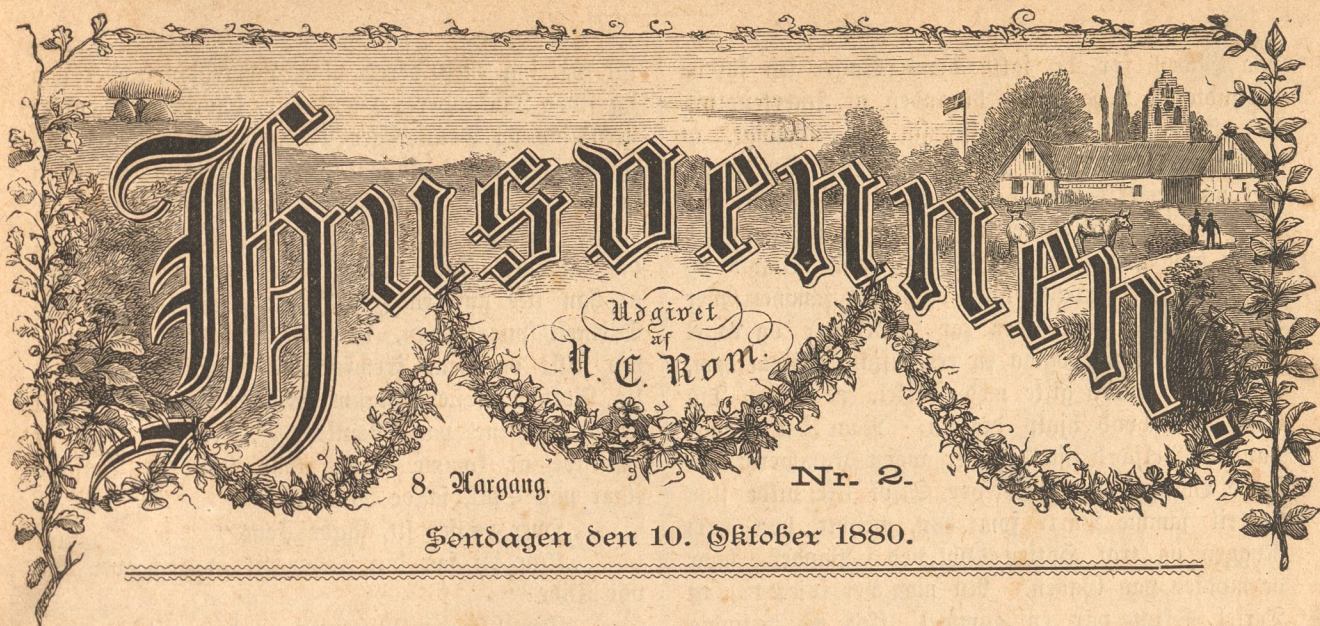 Husvennen.
Udgivet
af
N. C. Rom.
8. Aargang.
Nr. 2.
Søndagen den 10. Oktober 1880.